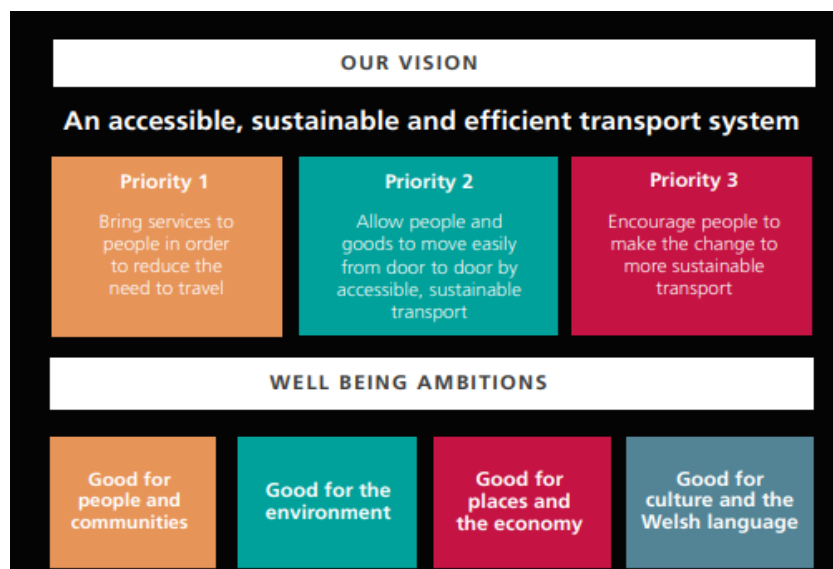 OUR VISION
An accessible, sustainable and efficient transport system
Priority 1
Bring services to
people in order
to reduce the
need to travel
Priority 2
Allow people and
goods to move easily
from door to door by
accessible, sustainable
transport
Priority 3
Encourage people to
make the change to
more sustainable
transport
WELL BEING AMBITIONS
Good for
people and
communities
Good for the
environment
Good for
places and
the economy
Good for
culture and the
Welsh language